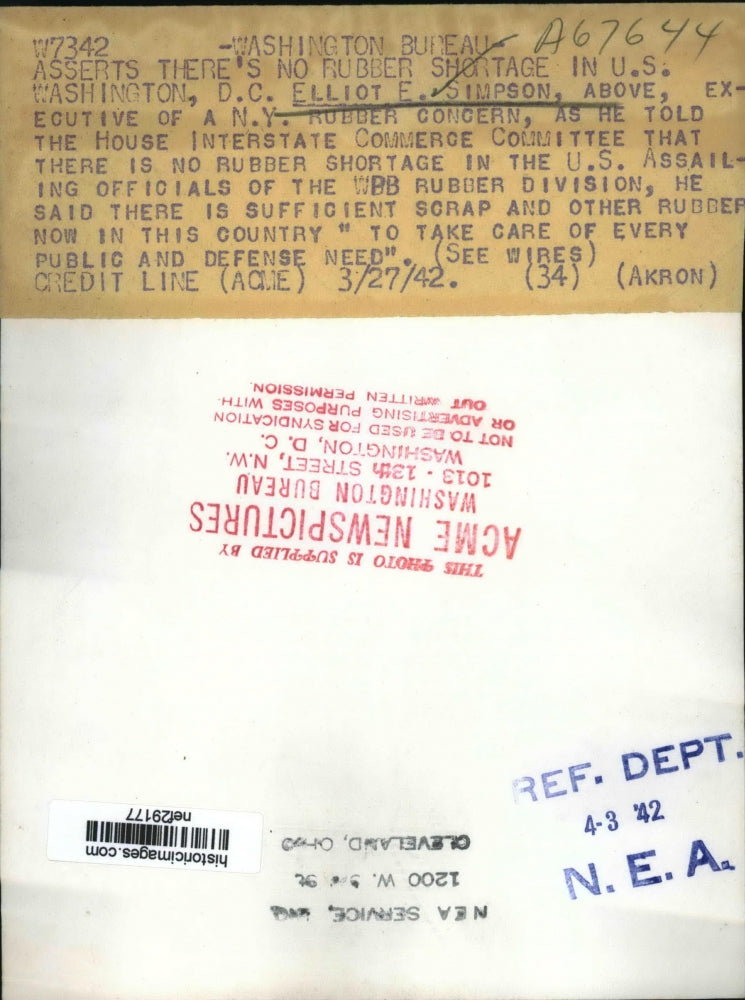 W7342 -WASHINGTON BUREAU- A67644
ASSERTS THERE'S NO RUBBER SHORTAGE IN U.S.
WASHINGTON, D.C. ELLIOT E. SIMPSON, ABOVE, EX-
ECUTIVE OF A N.Y. RUBBER CONCERN, AS HE TOLD
THE HOUSE INTERSTATE COMMERCE COMMITTEE THAT
THERE IS NO RUBBER SHORTAGE IN THE U.S. ASSAIL-
ING OFFICIALS OF THE WPB RUBBER DIVISION, HE
SAID THERE IS SUFFICIENT SCRAP AND OTHER RUBBER
NOW IN THIS COUNTRY " TO TAKE CARE OF EVERY
PUBLIC AND DEFENSE NEED". (SEE WIRES)
CREDIT LINE (ACME) 3/27/42. (34) (AKRON)
THIS PHOTO IS SUPPLIED BY
ACME NEWSPICTURES
WASHINGTON BUREAU
1013 - 13th STREET, N.W.
WASHINGTON, D. C.
NOT TO BE USED FOR SYNDICATION
OR ADVERTISING PURPOSES WITH-
OUT WRITTEN PERMISSION.
REF. DEPT.
4-3 '42
N. E. A.
historicimages.com
nef29177
NEA SERVICE, INC.
1200 W. St.
CLEVELAND, OHIO